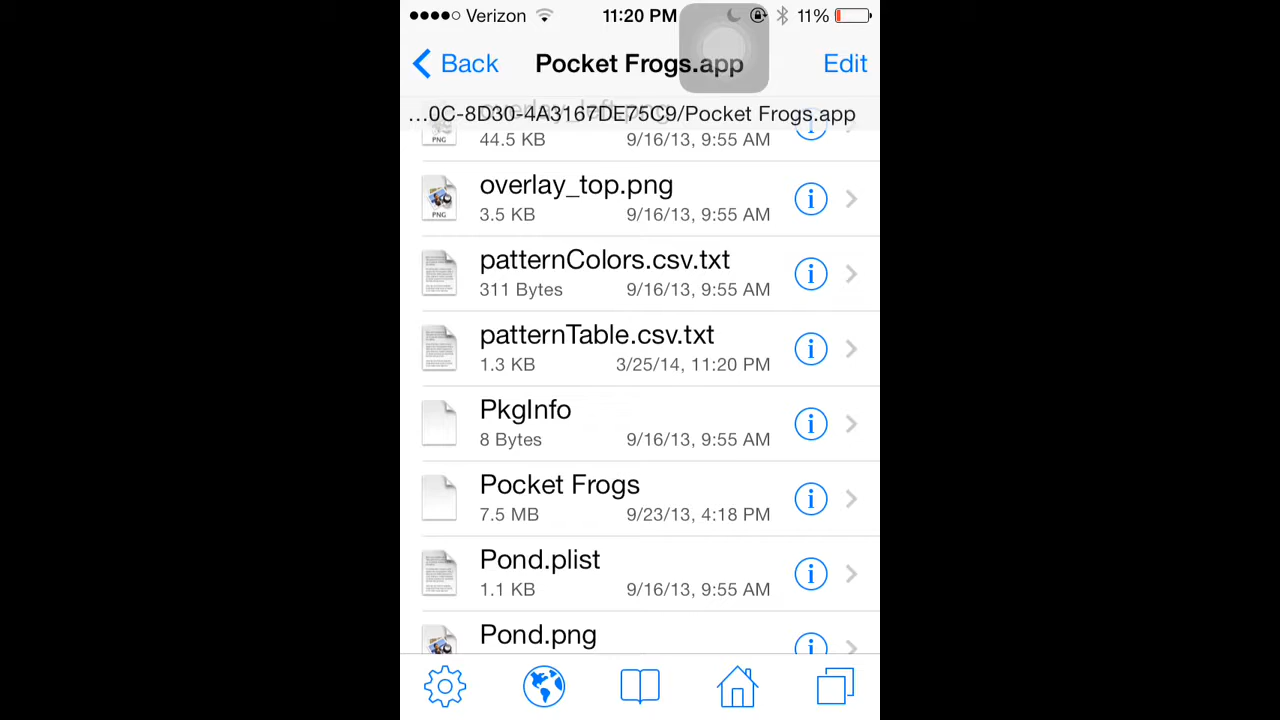 Verizon 11:20 PM 11%
Back Pocket Frogs.app Edit
...0C-8D30-4A3167DE75C9/Pocket Frogs.app
overlay_left.png
PNG 44.5 KB 9/16/13, 9:55 AM
overlay_top.png
PNG 3.5 KB 9/16/13, 9:55 AM
patternColors.csv.txt
311 Bytes 9/16/13, 9:55 AM
patternTable.csv.txt
1.3 KB 3/25/14, 11:20 PM
PkgInfo
8 Bytes 9/16/13, 9:55 AM
Pocket Frogs
7.5 MB 9/23/13, 4:18 PM
Pond.plist
1.1 KB 9/16/13, 9:55 AM
Pond.png